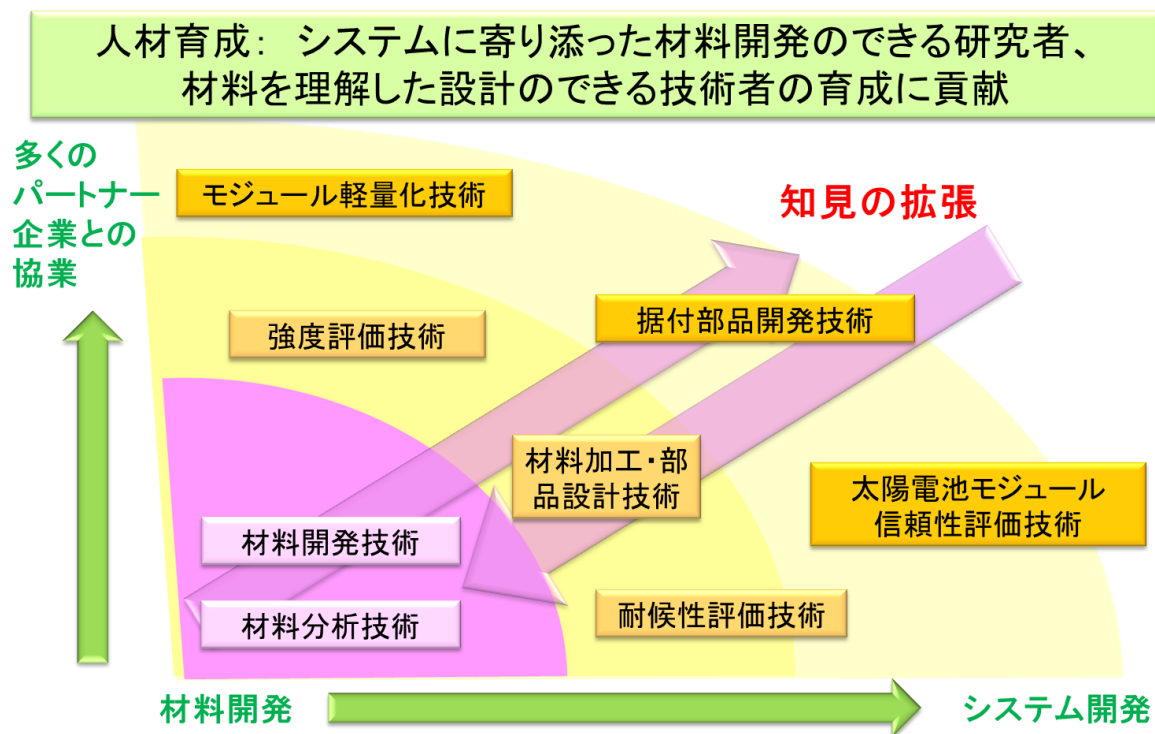 人材育成： システムに寄り添った材料開発のできる研究者、
材料を理解した設計のできる技術者の育成に貢献
多くの
パートナー
企業との
協業
モジュール軽量化技術
知見の拡張
強度評価技術
据付部品開発技術
材料加工・部
品設計技術
太陽電池モジュール
信頼性評価技術
材料開発技術
材料分析技術
耐候性評価技術
材料開発
システム開発